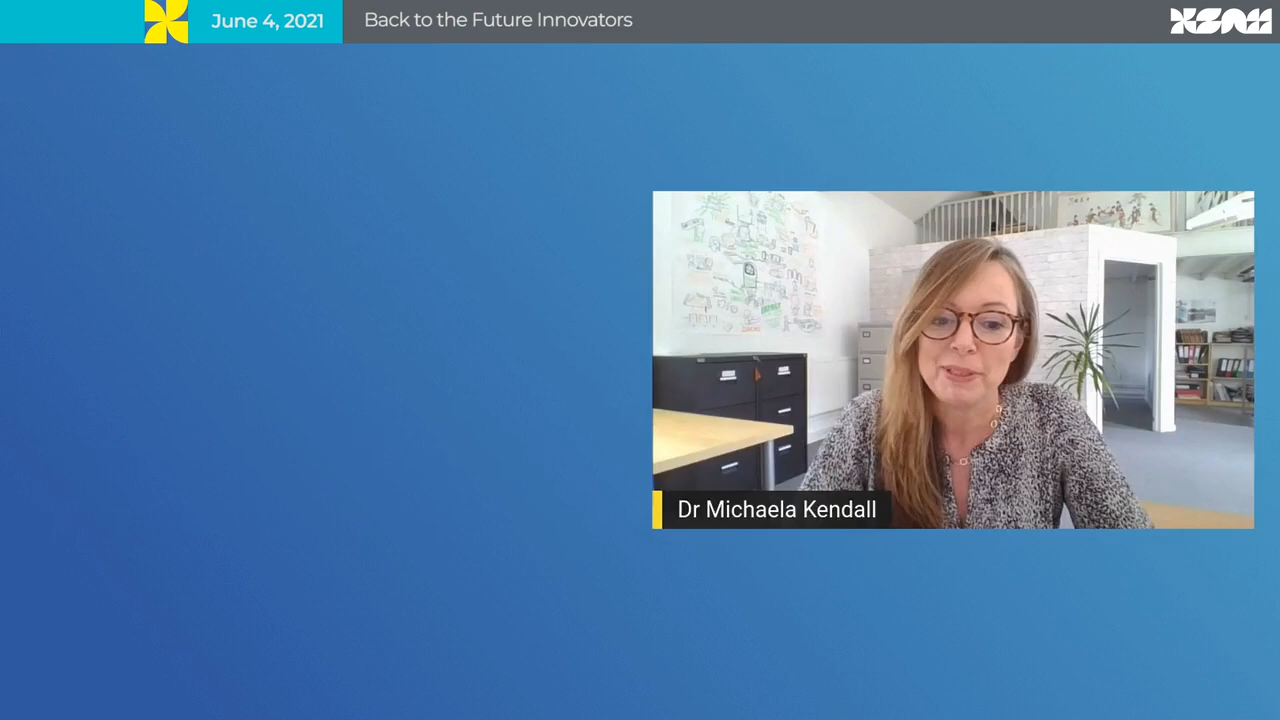 June 4, 2021
Back to the Future Innovators
Dr Michaela Kendall